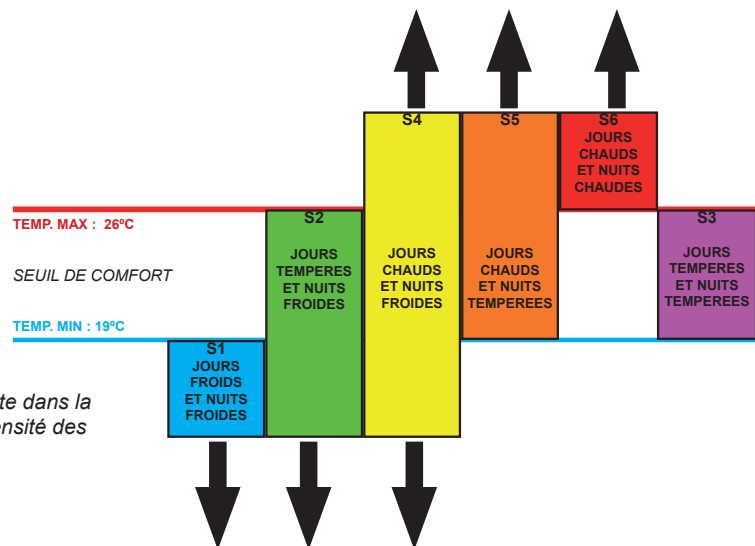 S4
S5
S6
JOURS
CHAUDS
ET NUITS
CHAUDES
TEMP. MAX : 26ºC
S2
S3
SEUIL DE COMFORT
JOURS
TEMPERES
ET NUITS
FROIDES
JOURS
CHAUDS
ET NUITS
FROIDES
JOURS
CHAUDS
ET NUITS
TEMPEREES
JOURS
TEMPERES
ET NUITS
TEMPEREES
TEMP. MIN : 19ºC
S1
JOURS
FROIDS
ET NUITS
FROIDES
te dans la
ensité des